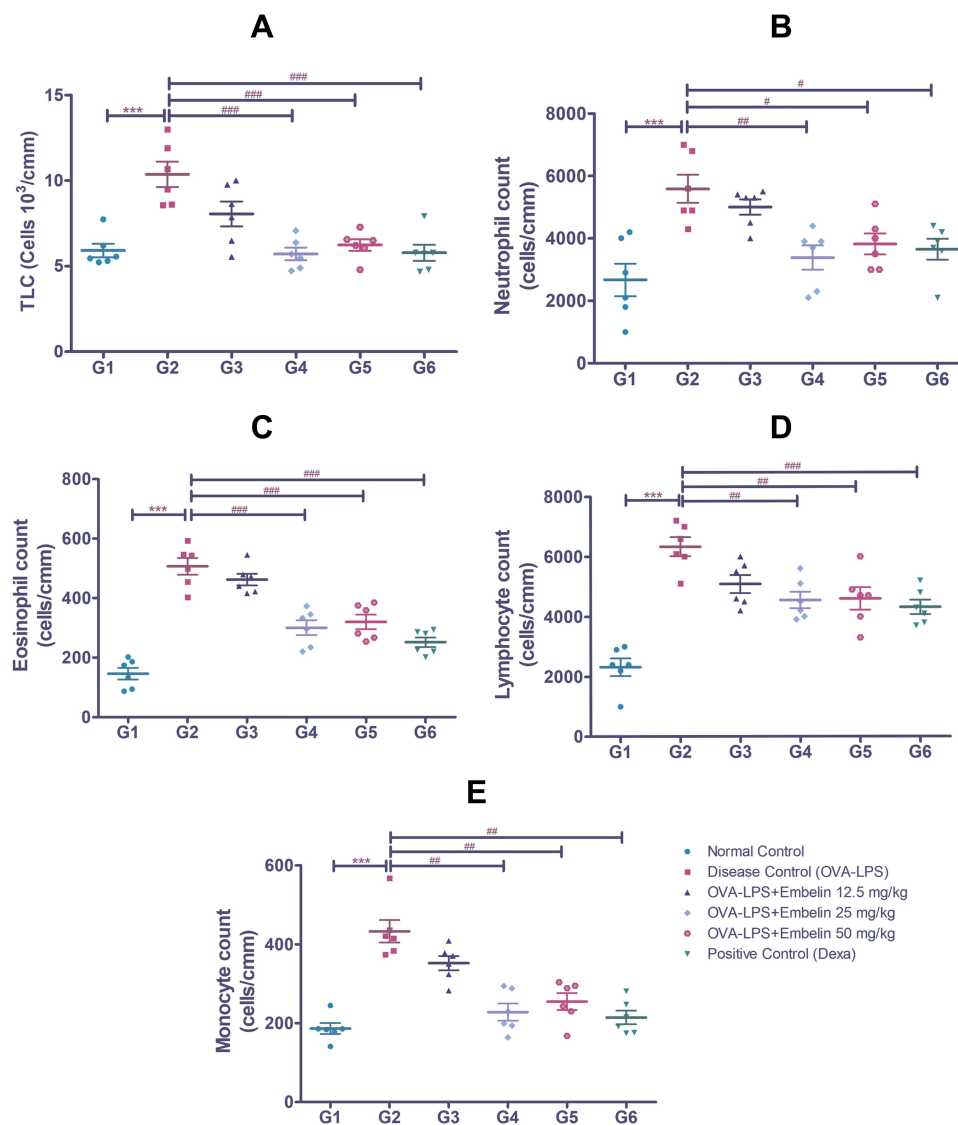 A
###
###
***
###
TLC (Cells 10³/cmm)
15
10
5
0
G1 G2 G3 G4 G5 G6
B
#
#
***
##
Neutrophil count
(cells/cmm)
8000
6000
4000
2000
0
G1 G2 G3 G4 G5 G6
C
###
###
***
###
Eosinophil count
(cells/cmm)
800
600
400
200
0
G1 G2 G3 G4 G5 G6
D
###
##
***
##
Lymphocyte count
(cells/cmm)
8000
6000
4000
2000
0
G1 G2 G3 G4 G5 G6
E
##
##
***
##
Monocyte count
(cells/cmm)
600
400
200
0
G1 G2 G3 G4 G5 G6
Normal Control
Disease Control (OVA-LPS)
OVA-LPS+Embelin 12.5 mg/kg
OVA-LPS+Embelin 25 mg/kg
OVA-LPS+Embelin 50 mg/kg
Positive Control (Dexa)